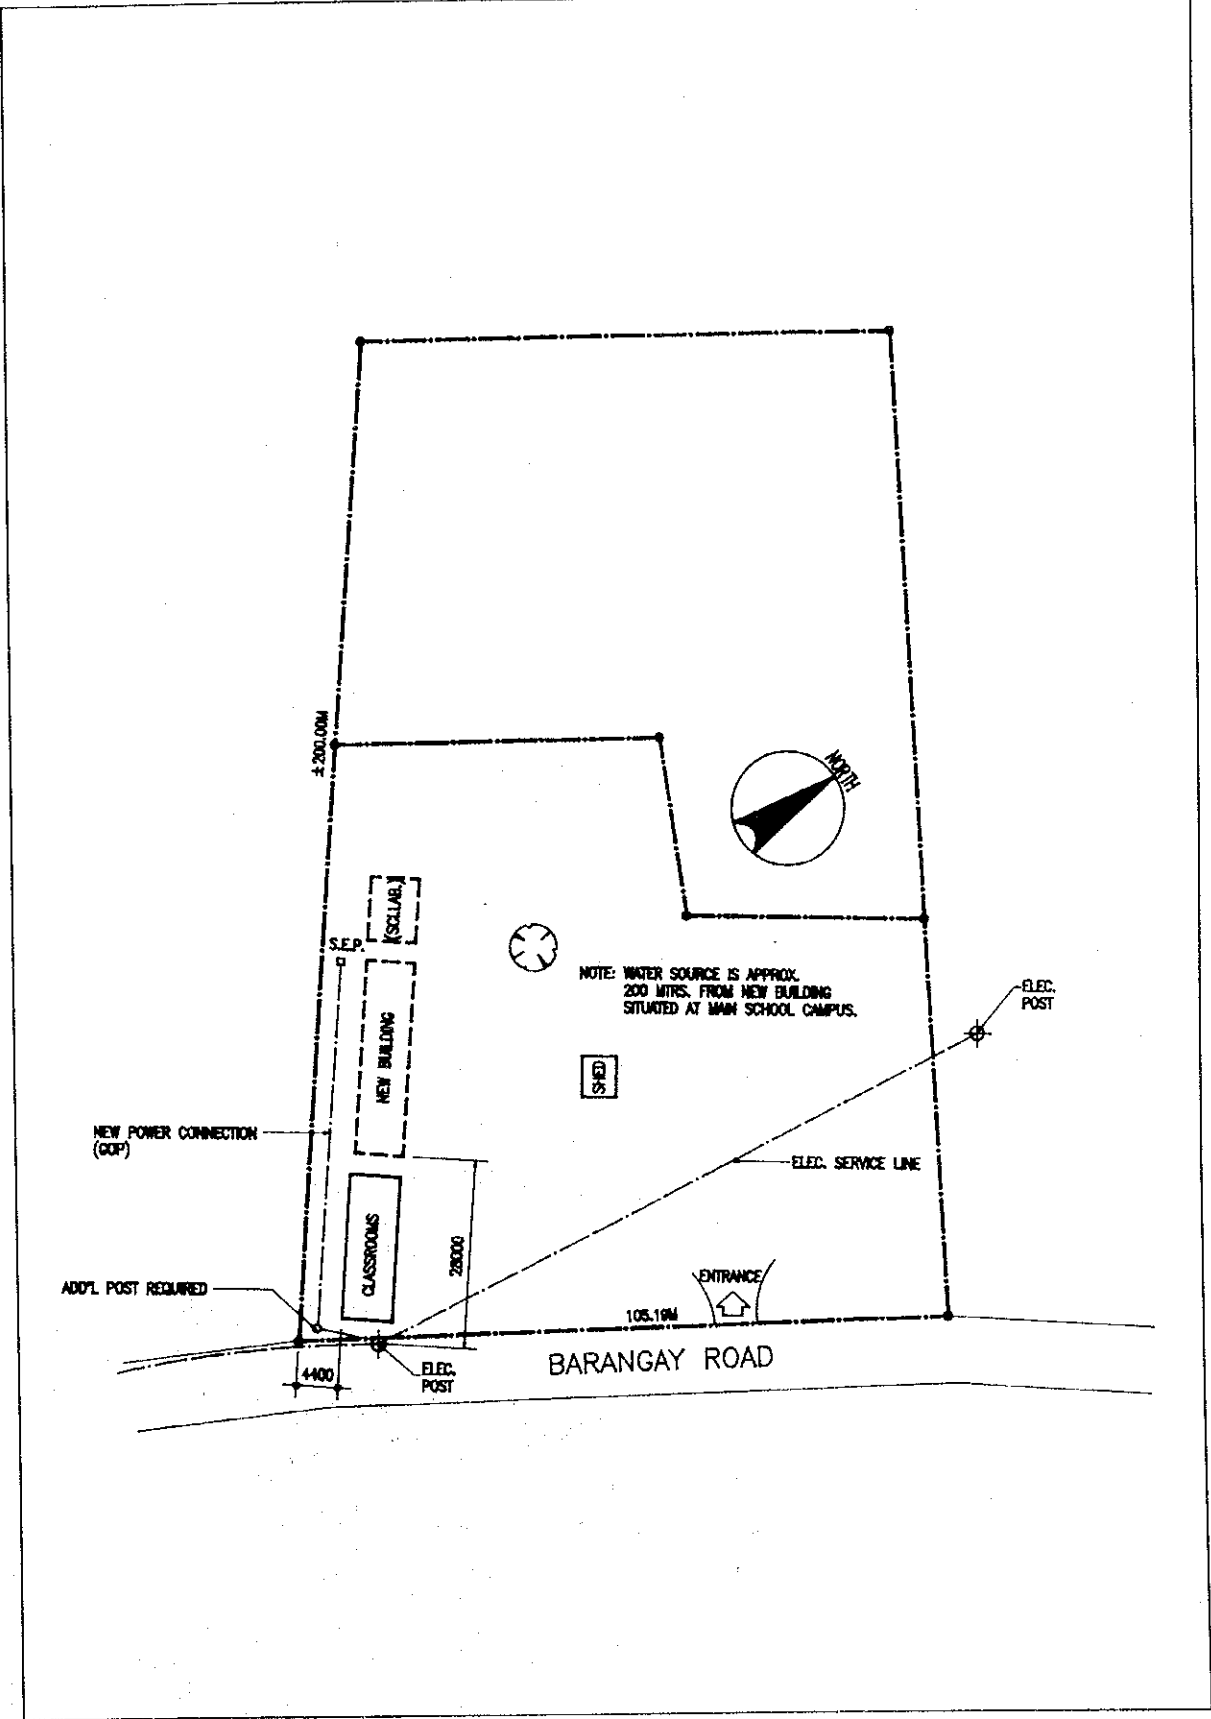 ±200.00M
NORTH
(SCI.LAB.)
S.E.P.
NOTE: WATER SOURCE IS APPROX.
200 MTRS. FROM NEW BUILDING
SITUATED AT MAIN SCHOOL CAMPUS.
ELEC.
POST
NEW BUILDING
SHED
NEW POWER CONNECTION
(GOP)
ELEC. SERVICE LINE
CLASSROOMS
28000
ADD'L POST REQUIRED
ENTRANCE
105.19M
BARANGAY ROAD
4400
ELEC.
POST